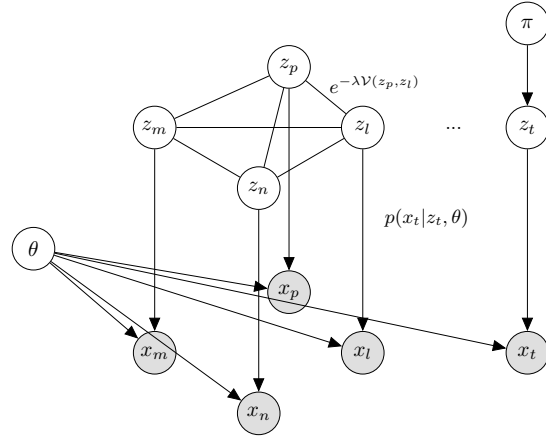 π
z_p
e^{-λV(z_p,z_l)}
z_m
z_l
...
z_t
z_n
p(x_t|z_t, θ)
θ
x_p
x_m
x_l
x_t
x_n